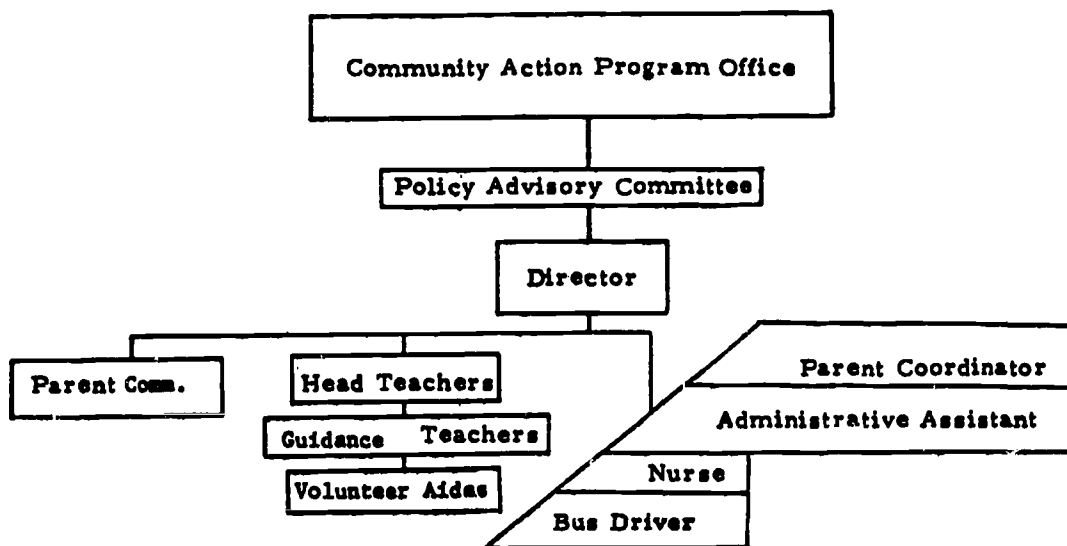 Community Action Program Office
Policy Advisory Committee
Director
Parent Comm.
Head Teachers
Guidance Teachers
Volunteer Aides
Parent Coordinator
Administrative Assistant
Nurse
Bus Driver